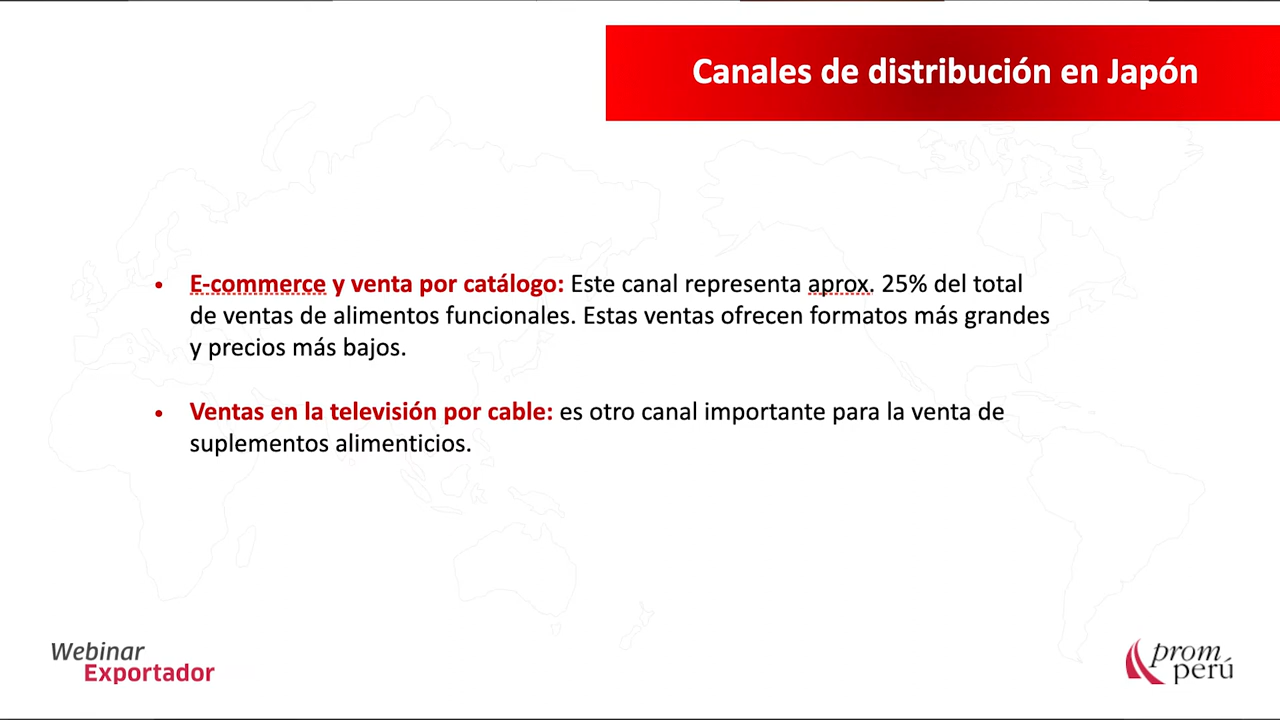 Canales de distribución en Japón
• E-commerce y venta por catálogo: Este canal representa aprox. 25% del total
de ventas de alimentos funcionales. Estas ventas ofrecen formatos más grandes
y precios más bajos.
• Ventas en la televisión por cable: es otro canal importante para la venta de
suplementos alimenticios.
Webinar
Exportador
prom
perú